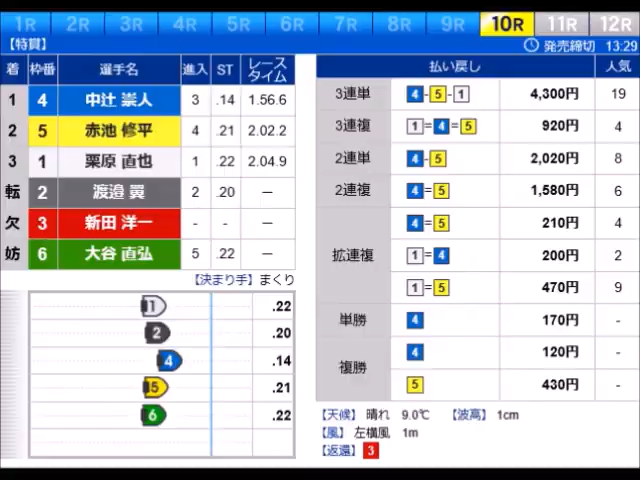 1R 2R 3R 4R 5R 6R 7R 8R 9R 10R 11R 12R
【特賞】 発売締切 13:29
着 枠番 選手名 進入 ST レースタイム
1 4 中辻 崇人 3 .14 1.56.6
2 5 赤池 修平 4 .21 2.02.2
3 1 栗原 直也 1 .22 2.04.9
転 2 渡邉 翼 2 .20 ―
欠 3 新田 洋一 - - ―
妨 6 大谷 直弘 5 .22 ―
【決まり手】まくり
1 .22
2 .20
4 .14
5 .21
6 .22
払い戻し 人気
3連単 4-5-1 4,300円 19
3連複 1=4=5 920円 4
2連単 4-5 2,020円 8
2連複 4=5 1,580円 6
拡連複 4=5 210円 4
1=4 200円 2
1=5 470円 9
単勝 4 170円 -
複勝 4 120円 -
5 430円 -
【天候】 晴れ 9.0℃ 【波高】 1cm
【風】 左横風 1m
【返還】 3